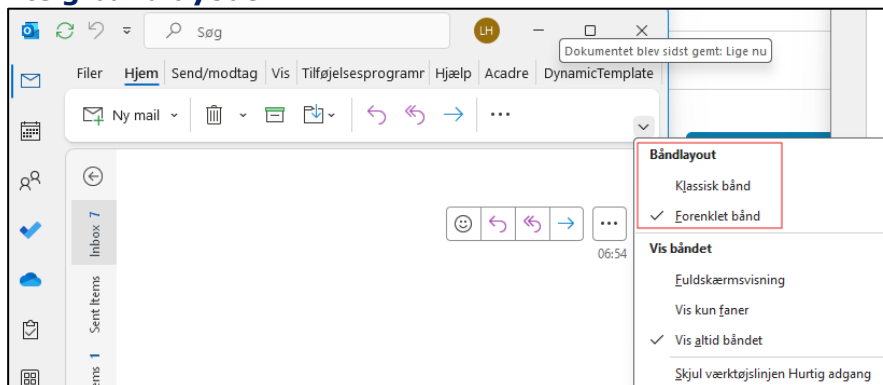 Søg
LH
Dokumentet blev sidst gemt: Lige nu
Filer Hjem Send/modtag Vis Tilføjelsesprogramr Hjælp Acadre DynamicTemplate
Ny mail
Båndlayout
Klassisk bånd
Forenklet bånd
Inbox 7
06:54
Vis båndet
Fuldskærmsvisning
Sent Items
Vis kun faner
Vis altid båndet
ms 1
Skjul værktøjslinjen Hurtig adgang